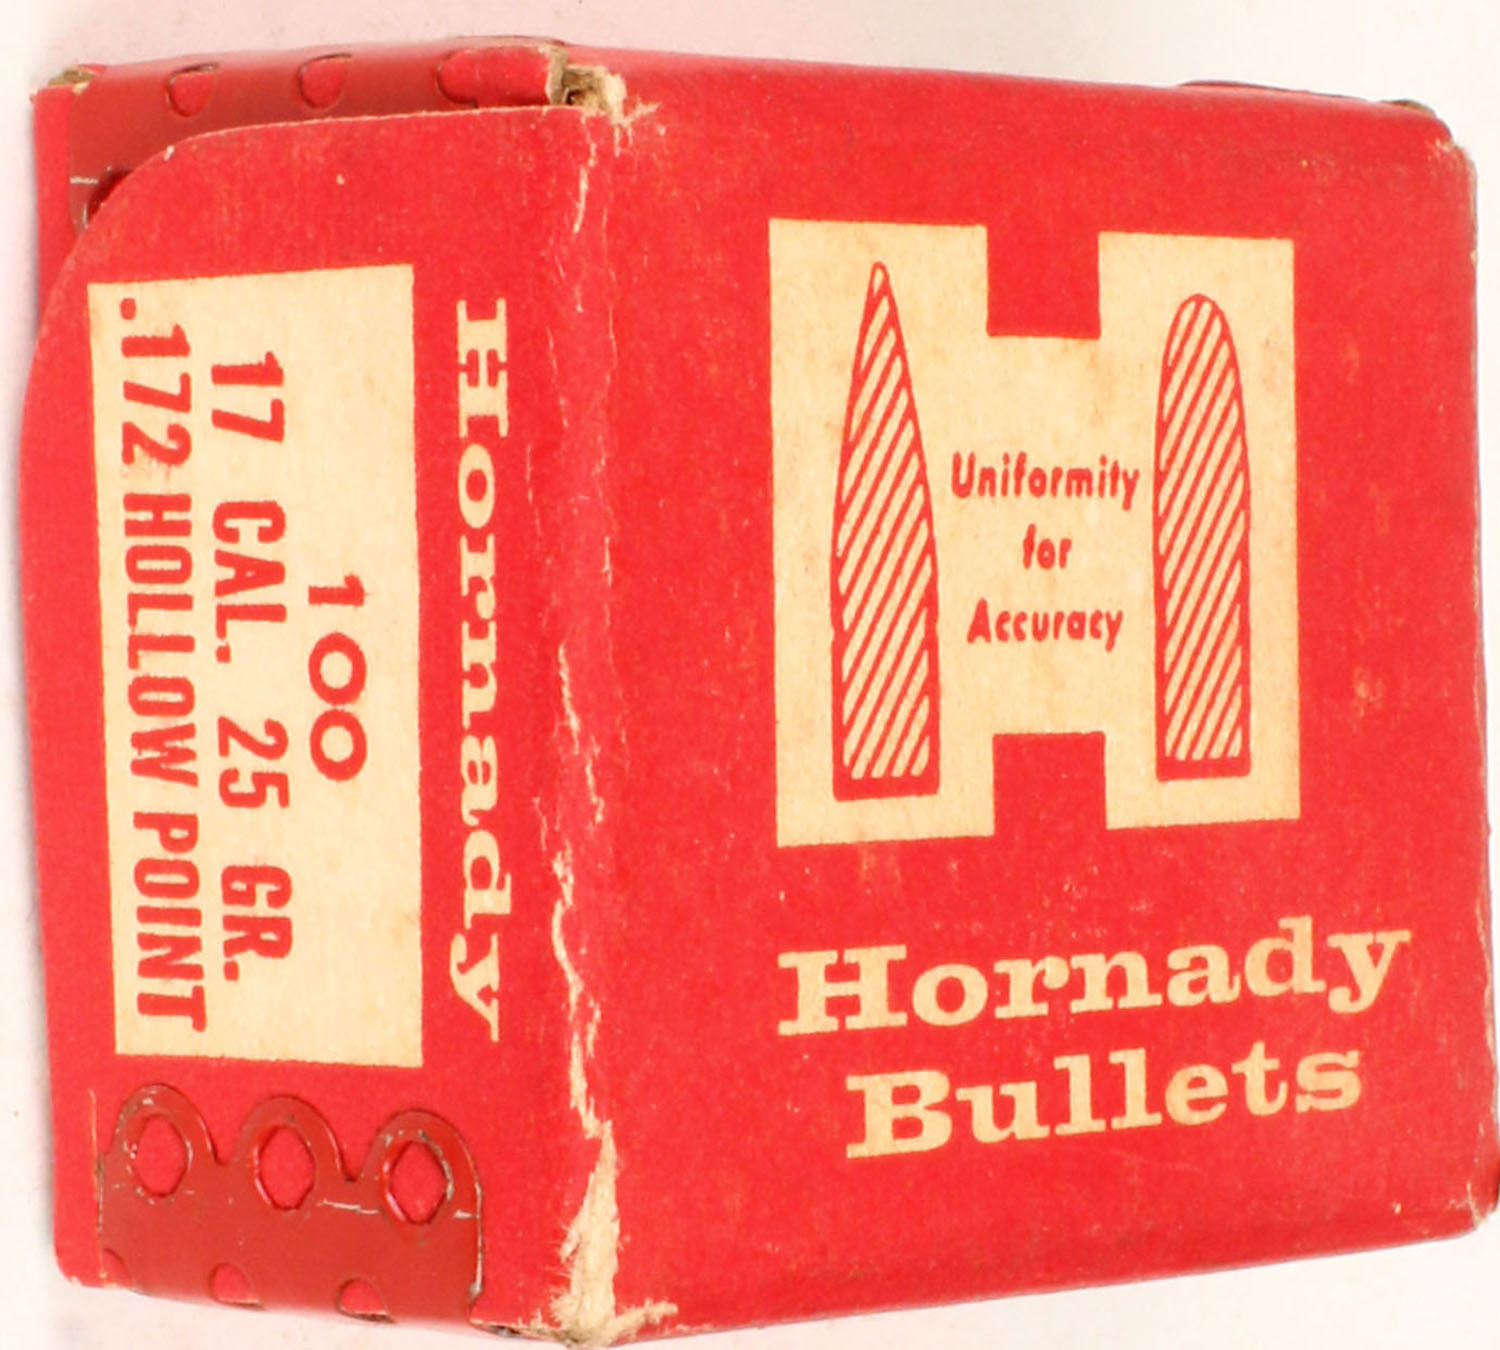 Hornady
100
17 CAL. 25 GR.
.172 HOLLOW POINT
Uniformity
for
Accuracy
Hornady
Bullets